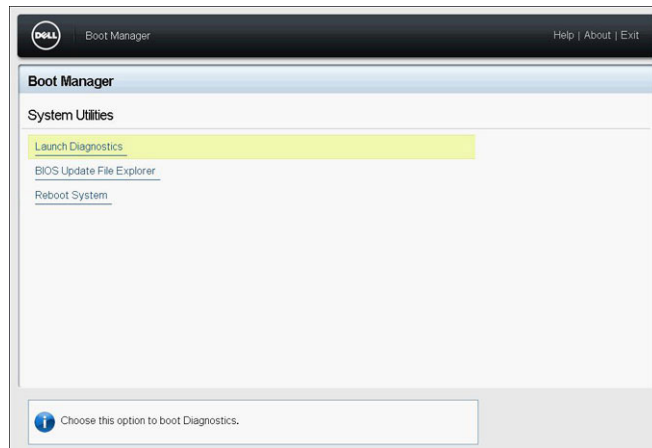 DELL Boot Manager Help | About | Exit
Boot Manager
System Utilities
Launch Diagnostics
BIOS Update File Explorer
Reboot System
Choose this option to boot Diagnostics.